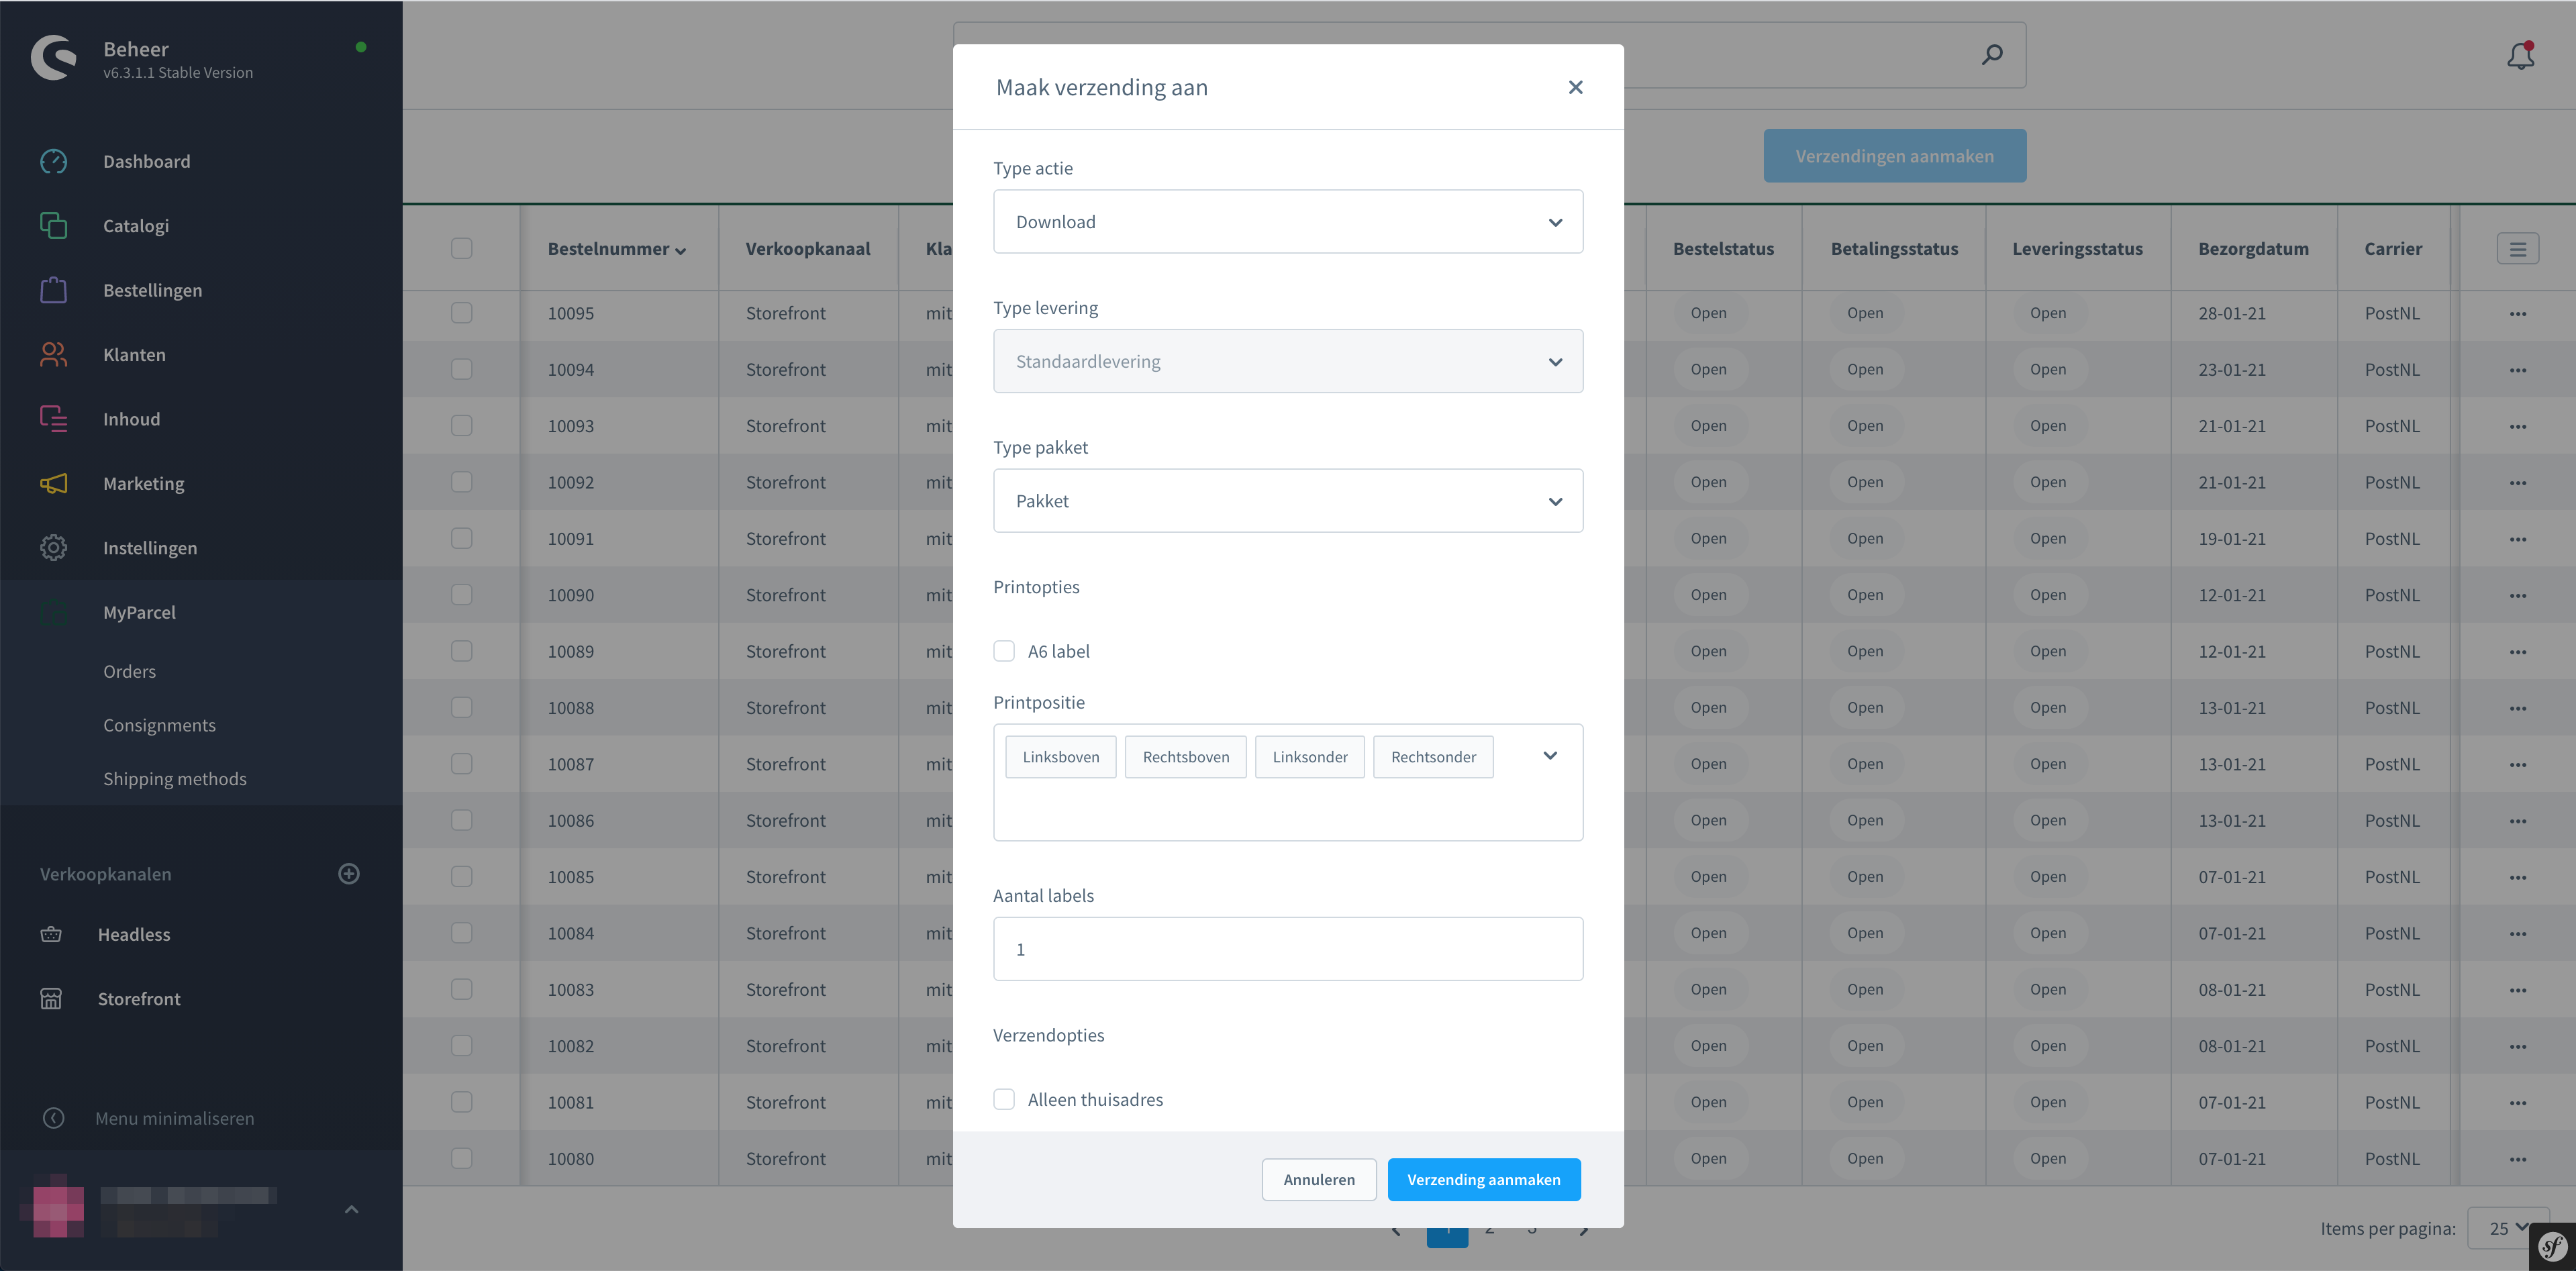 Beheer
v6.3.1.1 Stable Version
Dashboard
Catalogi
Bestellingen
Klanten
Inhoud
Marketing
Instellingen
MyParcel
Orders
Consignments
Shipping methods
Verkoopkanalen
Headless
Storefront
Menu minimaliseren
Verzendingen aanmaken
Bestelnummer Verkoopkanaal Kla Bestelstatus Betalingsstatus Leveringsstatus Bezorgdatum Carrier
10095 Storefront mit Open Open Open 28-01-21 PostNL
10094 Storefront mit Open Open Open 23-01-21 PostNL
10093 Storefront mit Open Open Open 21-01-21 PostNL
10092 Storefront mit Open Open Open 21-01-21 PostNL
10091 Storefront mit Open Open Open 19-01-21 PostNL
10090 Storefront mit Open Open Open 12-01-21 PostNL
10089 Storefront mit Open Open Open 12-01-21 PostNL
10088 Storefront mit Open Open Open 13-01-21 PostNL
10087 Storefront mit Open Open Open 13-01-21 PostNL
10086 Storefront mit Open Open Open 13-01-21 PostNL
10085 Storefront mit Open Open Open 07-01-21 PostNL
10084 Storefront mit Open Open Open 07-01-21 PostNL
10083 Storefront mit Open Open Open 08-01-21 PostNL
10082 Storefront mit Open Open Open 08-01-21 PostNL
10081 Storefront mit Open Open Open 07-01-21 PostNL
10080 Storefront mit Open Open Open 07-01-21 PostNL
Items per pagina: 25
sf
Maak verzending aan
Type actie
Download
Type levering
Standaardlevering
Type pakket
Pakket
Printopties
A6 label
Printpositie
Linksboven Rechtsboven Linksonder Rechtsonder
Aantal labels
1
Verzendopties
Alleen thuisadres
Annuleren Verzending aanmaken